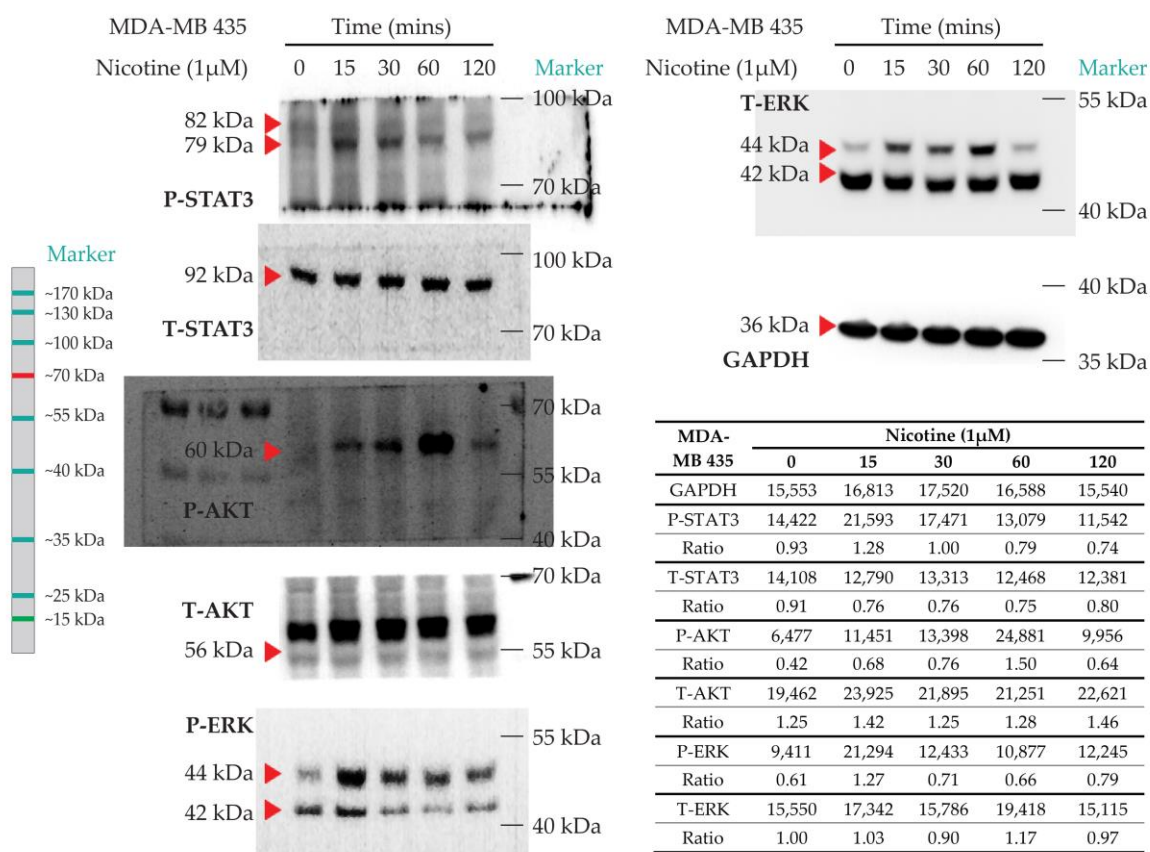 MDA-MB 435 Time (mins)
Nicotine (1µM) 0 15 30 60 120 Marker
100 kDa
82 kDa
79 kDa
70 kDa
P-STAT3
100 kDa
92 kDa
70 kDa
T-STAT3
Marker
~170 kDa
~130 kDa
~100 kDa
~70 kDa
~55 kDa
~40 kDa
~35 kDa
~25 kDa
~15 kDa
70 kDa
60 kDa
55 kDa
P-AKT
40 kDa
70 kDa
T-AKT
56 kDa
55 kDa
P-ERK
55 kDa
44 kDa
42 kDa
40 kDa
MDA-MB 435 Time (mins)
Nicotine (1µM) 0 15 30 60 120 Marker
T-ERK
55 kDa
44 kDa
42 kDa
40 kDa
40 kDa
36 kDa
GAPDH
35 kDa
MDA- Nicotine (1µM)
MB 435 0 15 30 60 120
GAPDH 15,553 16,813 17,520 16,588 15,540
P-STAT3 14,422 21,593 17,471 13,079 11,542
Ratio 0.93 1.28 1.00 0.79 0.74
T-STAT3 14,108 12,790 13,313 12,468 12,381
Ratio 0.91 0.76 0.76 0.75 0.80
P-AKT 6,477 11,451 13,398 24,881 9,956
Ratio 0.42 0.68 0.76 1.50 0.64
T-AKT 19,462 23,925 21,895 21,251 22,621
Ratio 1.25 1.42 1.25 1.28 1.46
P-ERK 9,411 21,294 12,433 10,877 12,245
Ratio 0.61 1.27 0.71 0.66 0.79
T-ERK 15,550 17,342 15,786 19,418 15,115
Ratio 1.00 1.03 0.90 1.17 0.97